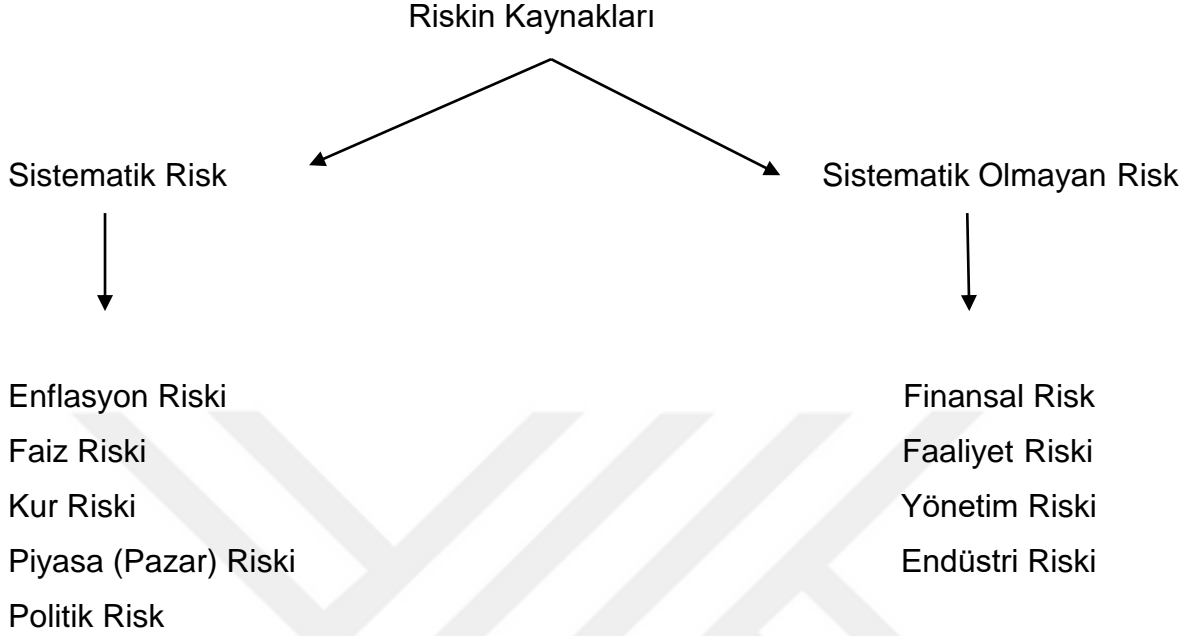 Riskin Kaynakları
Sistematik Risk
Sistematik Olmayan Risk
Enflasyon Riski
Faiz Riski
Kur Riski
Piyasa (Pazar) Riski
Politik Risk
Finansal Risk
Faaliyet Riski
Yönetim Riski
Endüstri Riski